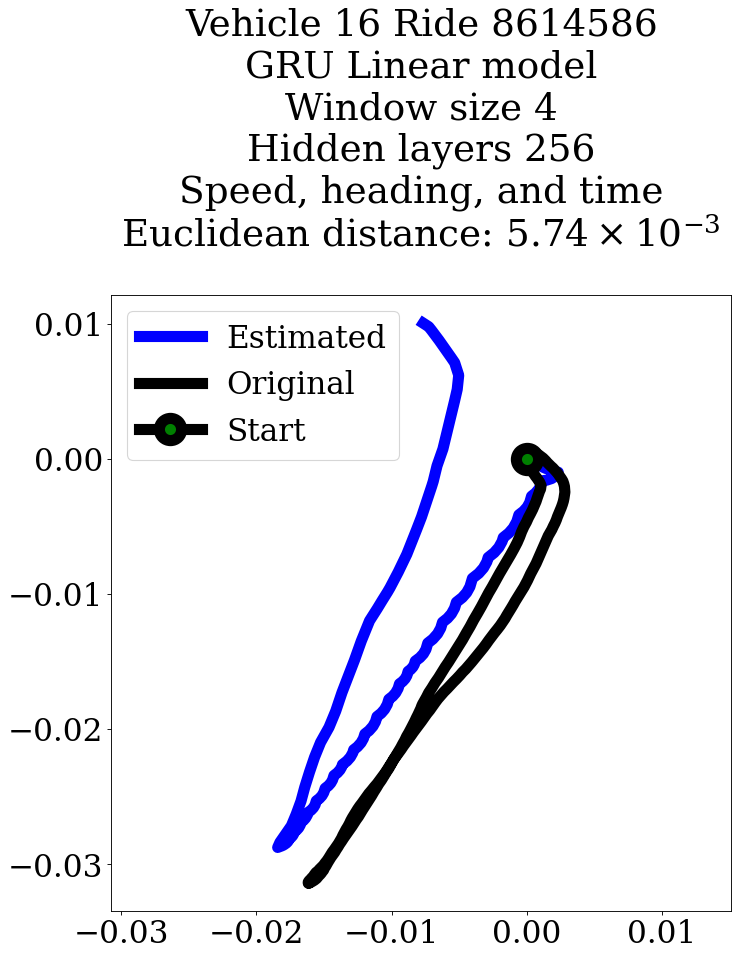 Vehicle 16 Ride 8614586
GRU Linear model
Window size 4
Hidden layers 256
Speed, heading, and time
Euclidean distance: 5.74 × 10⁻³
Estimated
Original
Start
0.01
0.00
−0.01
−0.02
−0.03
−0.03 −0.02 −0.01 0.00 0.01